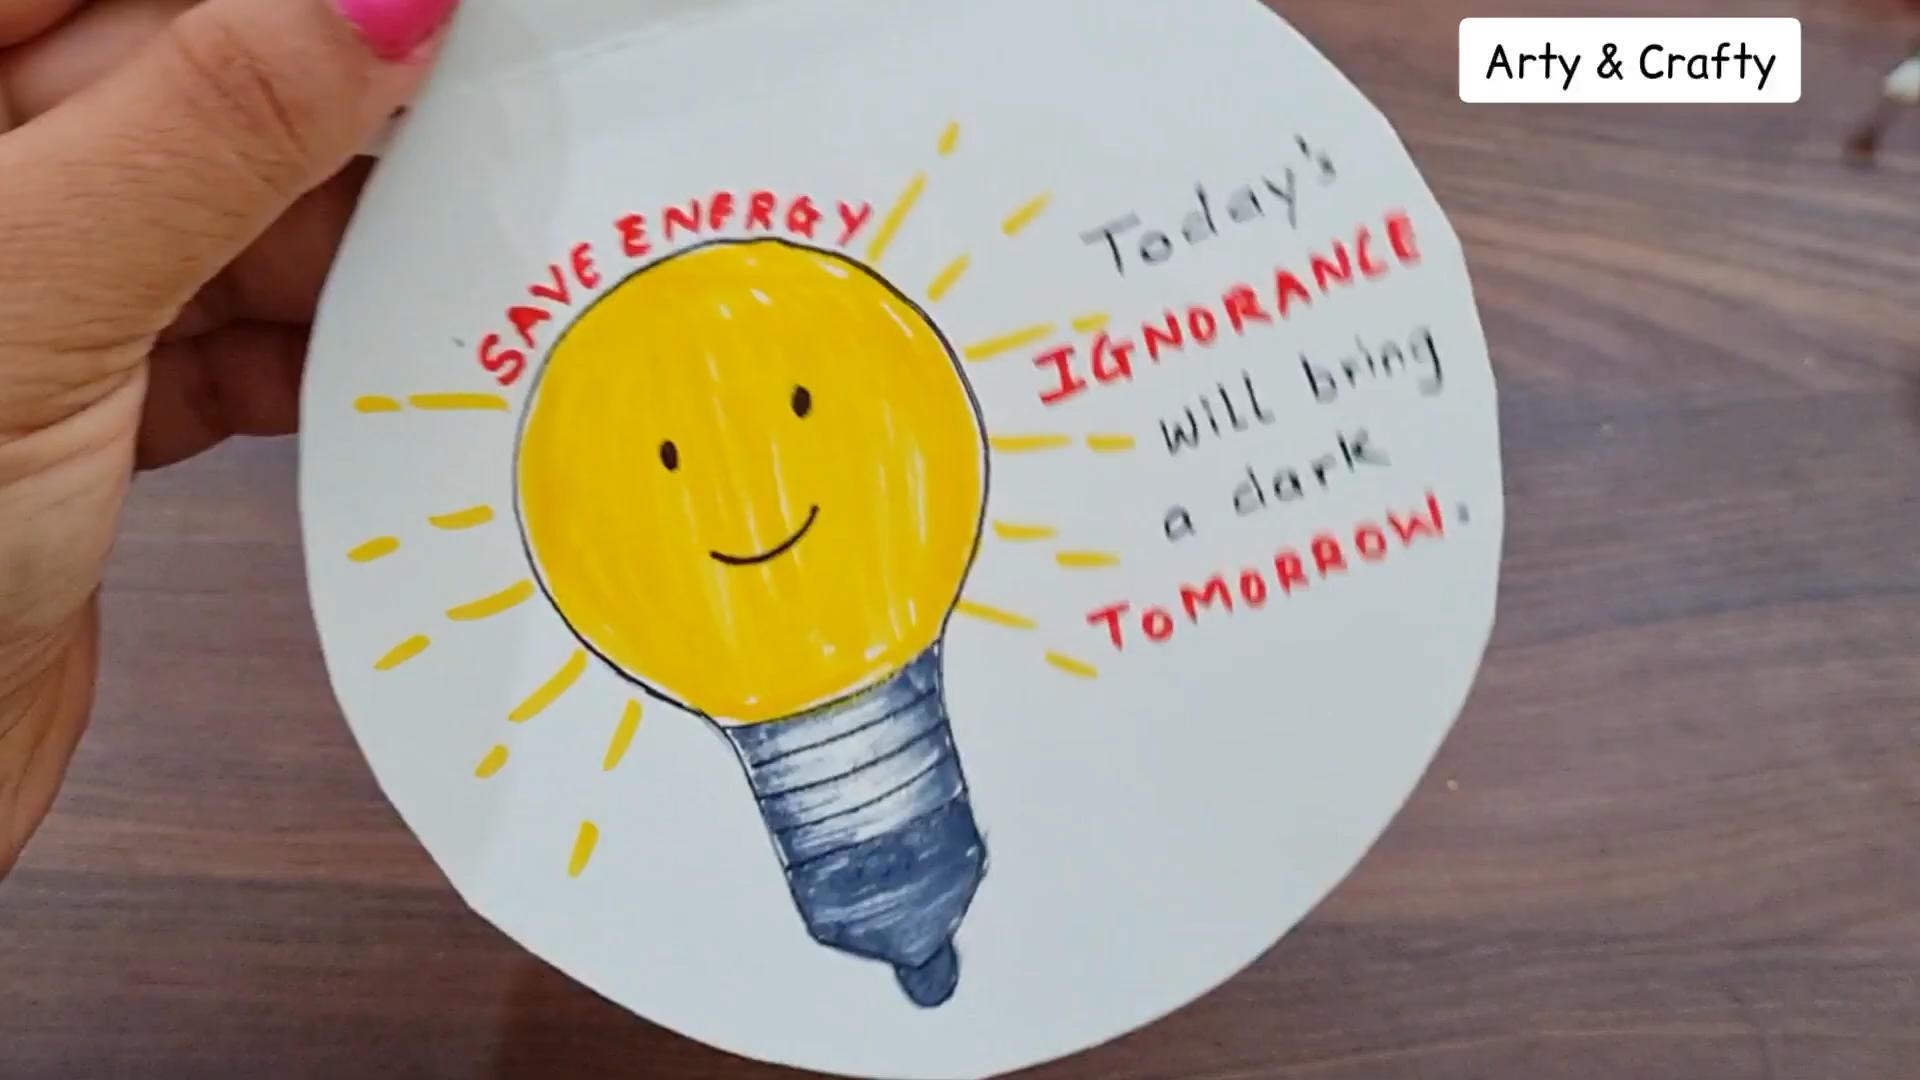 Arty & Crafty
SAVE ENERGY
Today's
IGNORANCE
will bring
a dark
TOMORROW.